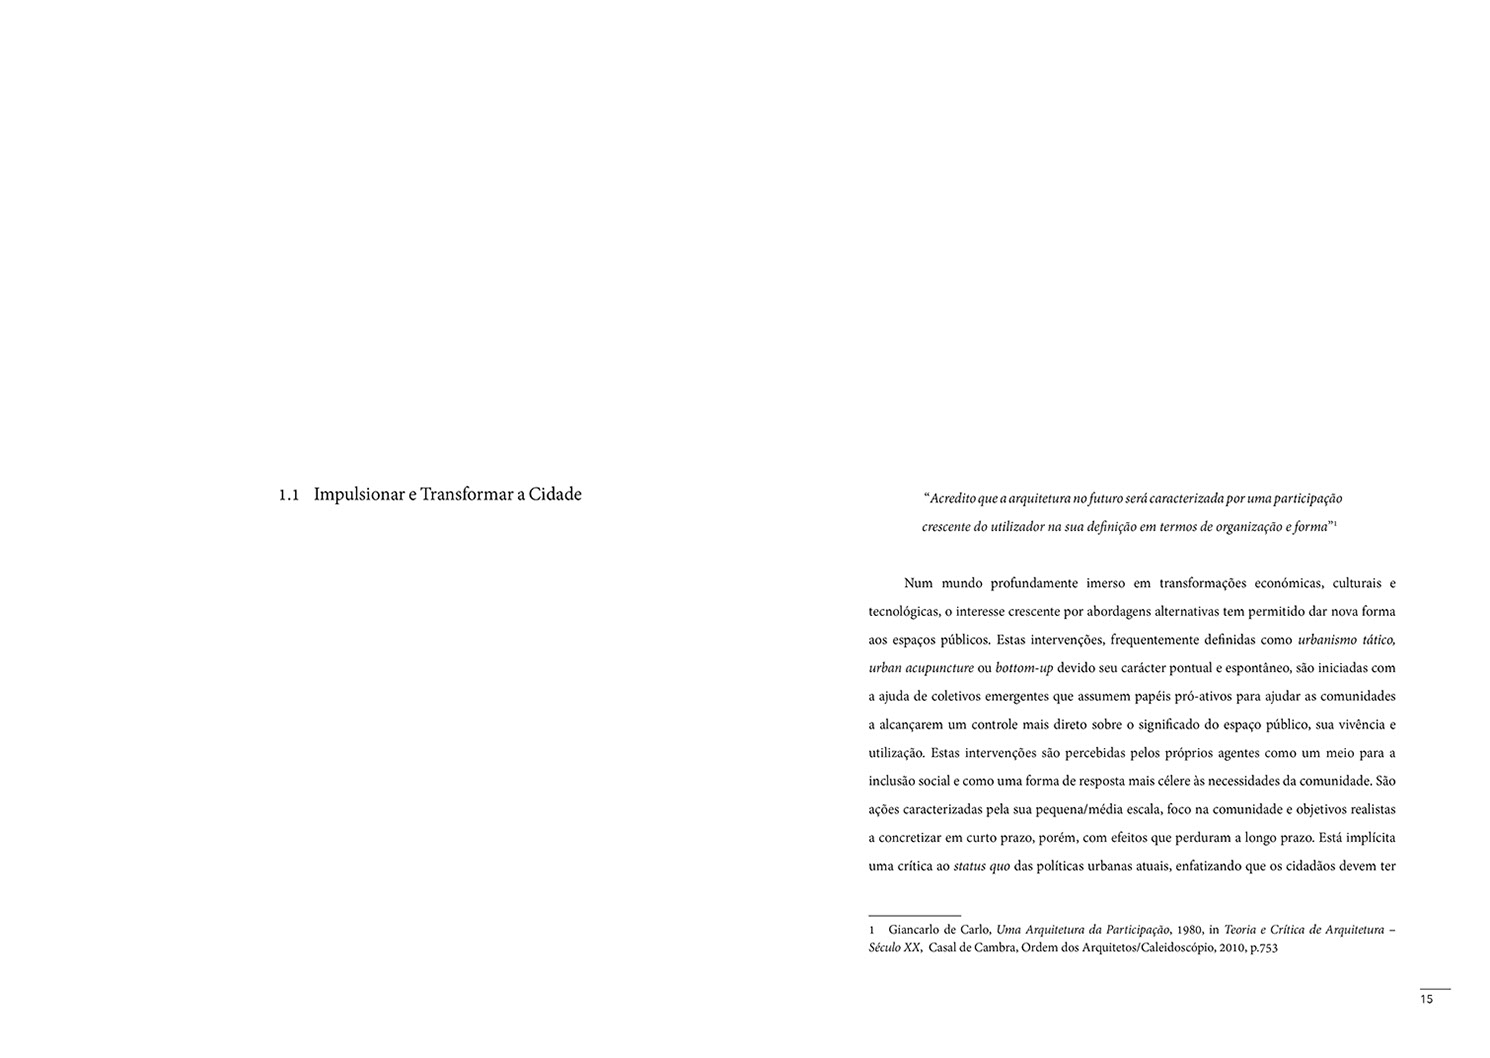 1.1 Impulsionar e Transformar a Cidade
“Acredito que a arquitetura no futuro será caracterizada por uma participação
crescente do utilizador na sua definição em termos de organização e forma”1
Num mundo profundamente imerso em transformações económicas, culturais e
tecnológicas, o interesse crescente por abordagens alternativas tem permitido dar nova forma
aos espaços públicos. Estas intervenções, frequentemente definidas como urbanismo tático,
urban acupuncture ou bottom-up devido seu carácter pontual e espontâneo, são iniciadas com
a ajuda de coletivos emergentes que assumem papéis pró-ativos para ajudar as comunidades
a alcançarem um controle mais direto sobre o significado do espaço público, sua vivência e
utilização. Estas intervenções são percebidas pelos próprios agentes como um meio para a
inclusão social e como uma forma de resposta mais célere às necessidades da comunidade. São
ações caracterizadas pela sua pequena/média escala, foco na comunidade e objetivos realistas
a concretizar em curto prazo, porém, com efeitos que perduram a longo prazo. Está implícita
uma crítica ao status quo das políticas urbanas atuais, enfatizando que os cidadãos devem ter
1 Giancarlo de Carlo, Uma Arquitetura da Participação, 1980, in Teoria e Crítica de Arquitetura –
Século XX, Casal de Cambra, Ordem dos Arquitetos/Caleidoscópio, 2010, p.753
15